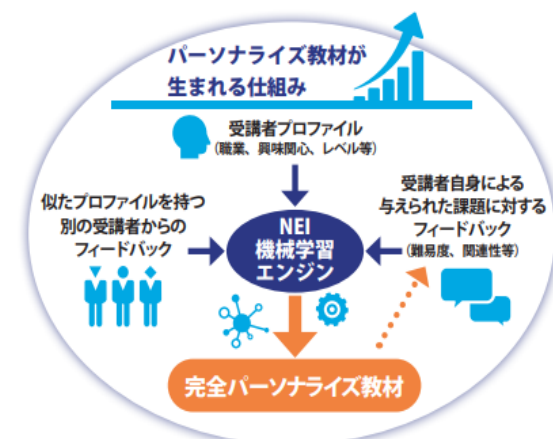 パーソナライズ教材が
生まれる仕組み
受講者プロファイル
(職業、興味関心、レベル等)
似たプロファイルを持つ
別の受講者からの
フィードバック
NEI
機械学習
エンジン
受講者自身による
与えられた課題に対する
フィードバック
(難易度、関連性等)
完全パーソナライズ教材